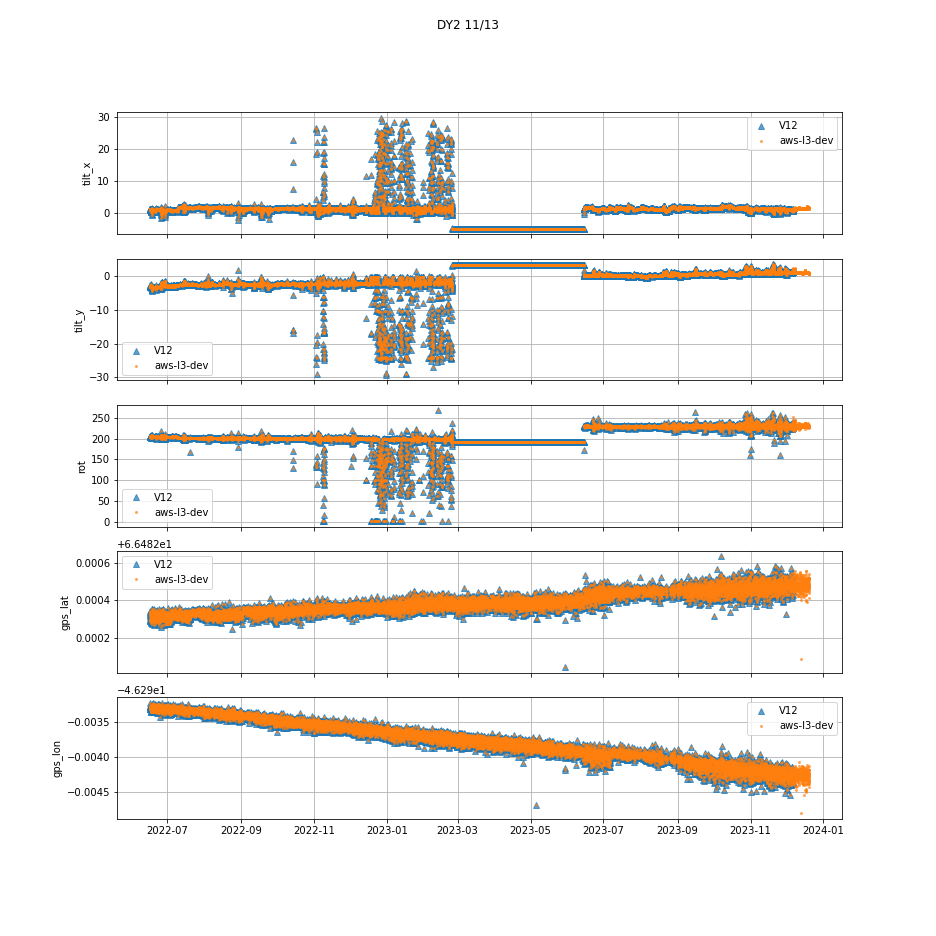 DY2 11/13
30
20
10
0
tilt_x
V12
aws-l3-dev
0
−10
−20
−30
tilt_y
V12
aws-l3-dev
250
200
150
100
50
0
rot
V12
aws-l3-dev
+6.6482e1
0.0006
0.0004
0.0002
gps_lat
V12
aws-l3-dev
−4.629e1
−0.0035
−0.0040
−0.0045
gps_lon
V12
aws-l3-dev
2022-07 2022-09 2022-11 2023-01 2023-03 2023-05 2023-07 2023-09 2023-11 2024-01